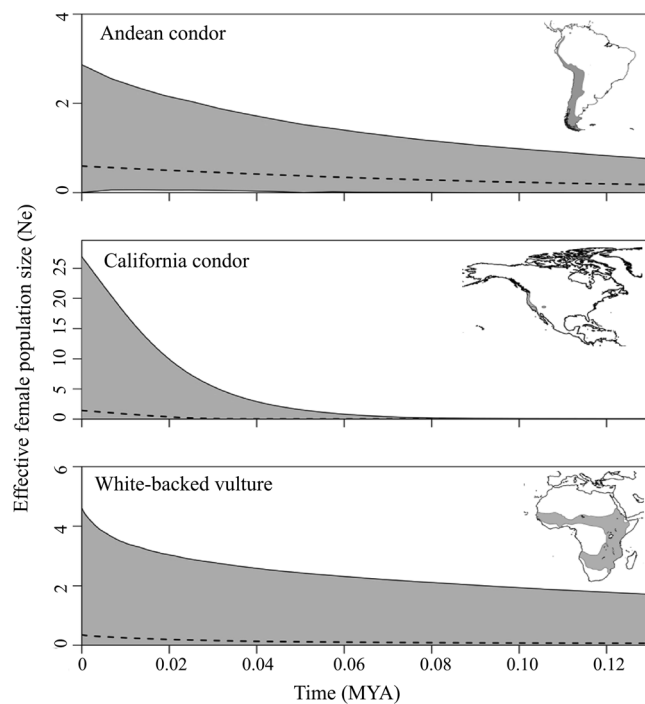 Effective female population size (Ne)
Andean condor
4
2
0
California condor
25
20
15
10
5
0
White-backed vulture
6
4
2
0
0 0.02 0.04 0.06 0.08 0.10 0.12
Time (MYA)